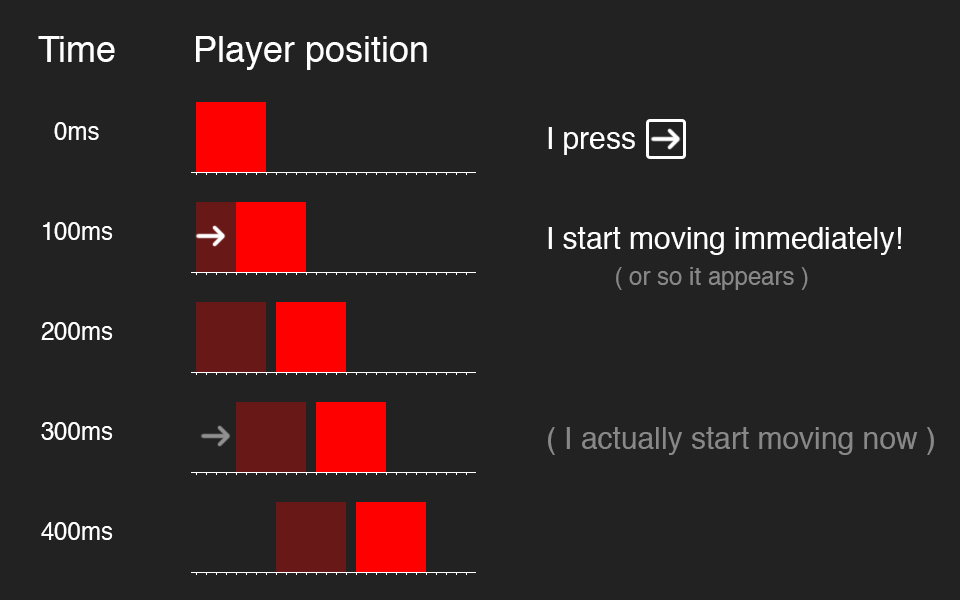 Time Player position
0ms I press →
100ms I start moving immediately!
( or so it appears )
200ms
300ms ( I actually start moving now )
400ms